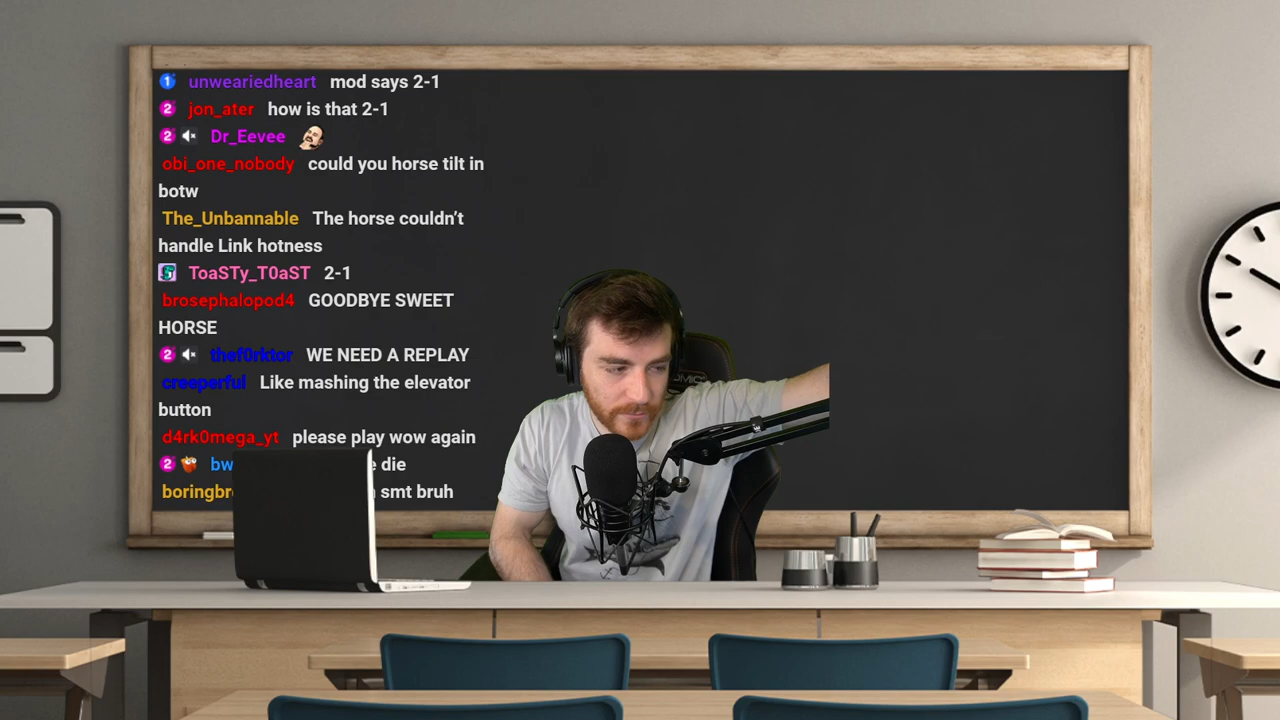 unweariedheart mod says 2-1
jon_ater how is that 2-1
Dr_Eevee
obi_one_nobody could you horse tilt in
botw
The_Unbannable The horse couldn't
handle Link hotness
ToaSTy_T0aST 2-1
brosephalopod4 GOODBYE SWEET
HORSE
thef0rktor WE NEED A REPLAY
creeperful Like mashing the elevator
button
d4rk0mega_yt please play wow again
die
smt bruh